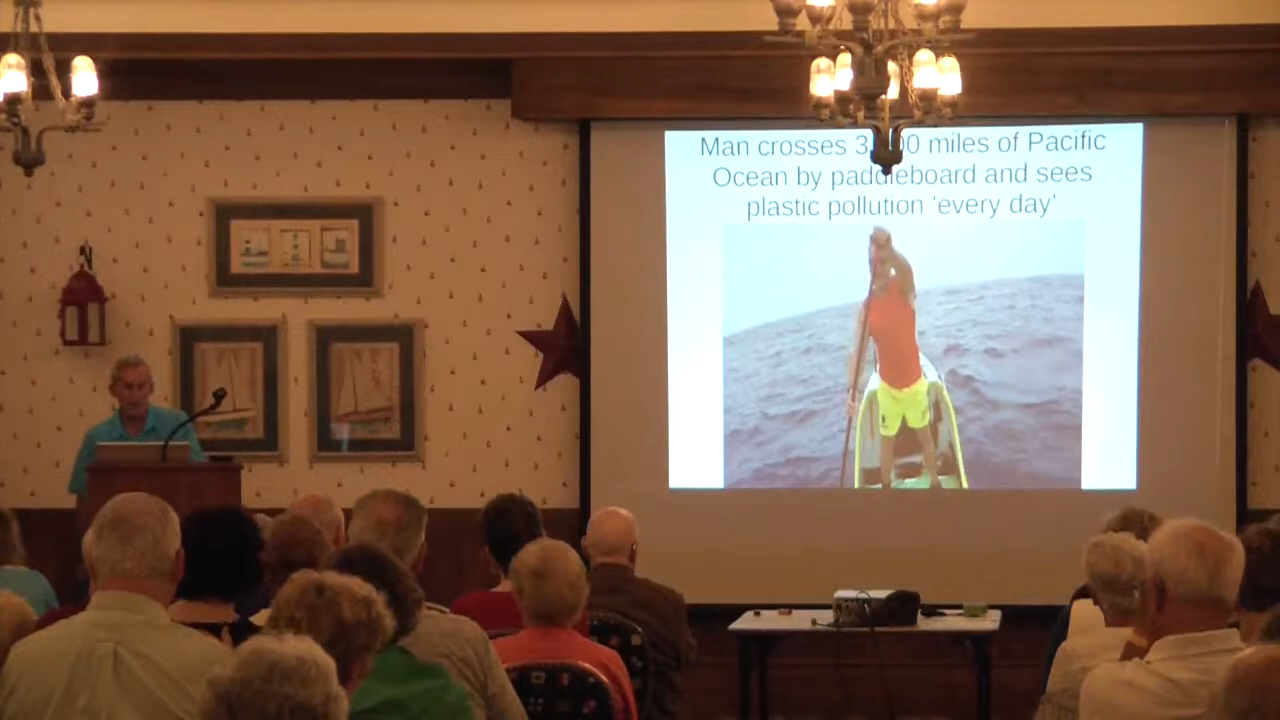 Man crosses miles of Pacific
Ocean by paddleboard and sees
plastic pollution 'every day'